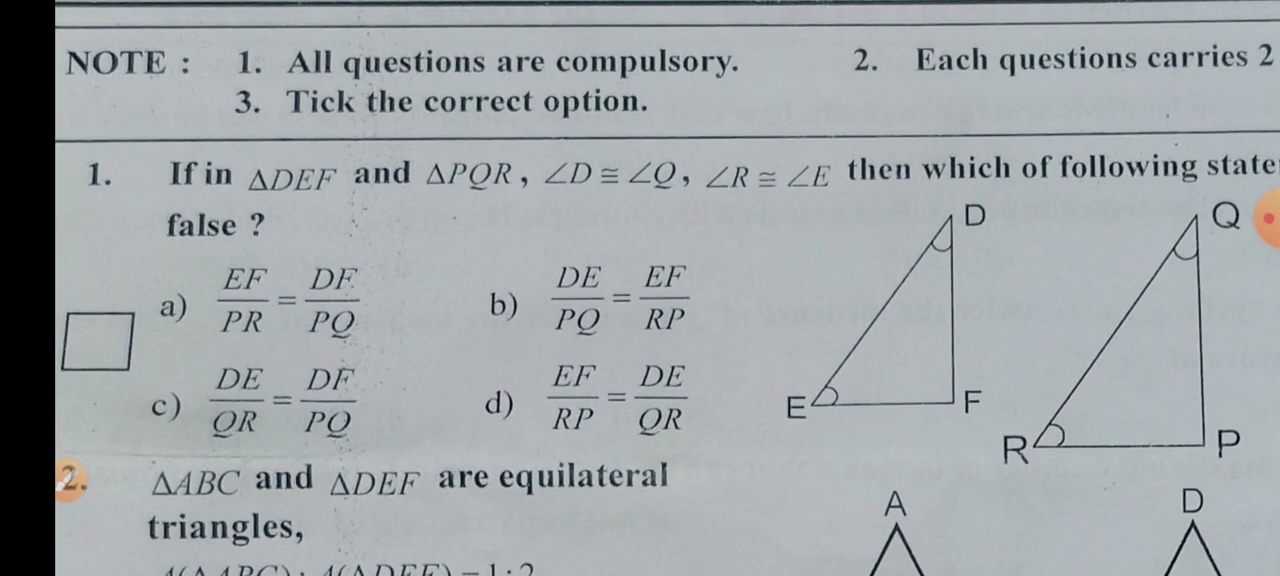 NOTE : 1. All questions are compulsory. 2. Each questions carries 2
3. Tick the correct option.
1. If in ΔDEF and ΔPQR, ∠D ≅ ∠Q, ∠R ≅ ∠E then which of following state
false ?
a) EF/PR = DF/PQ b) DE/PQ = EF/RP
c) DE/QR = DF/PQ d) EF/RP = DE/QR
D
E
F
Q
R
P
2. ΔABC and ΔDEF are equilateral
triangles,
A
D